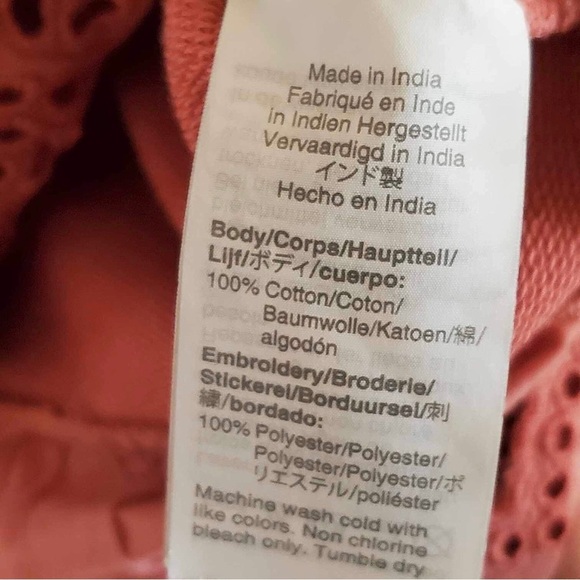 Made in India
Fabriqué en Inde
in Indien Hergestellt
Vervaardigd in India
インド製
Hecho en India
Body/Corps/Hauptteil/
Lijf/ボディ/cuerpo:
100% Cotton/Coton/
Baumwolle/Katoen/綿/
algodón
Embroidery/Broderie/
Stickerei/Borduursel/刺
繍/bordado:
100% Polyester/Polyester/
Polyester/Polyester/ポ
リエステル/poliéster
Machine wash cold with
like colors. Non chlorine
bleach only. Tumble dry